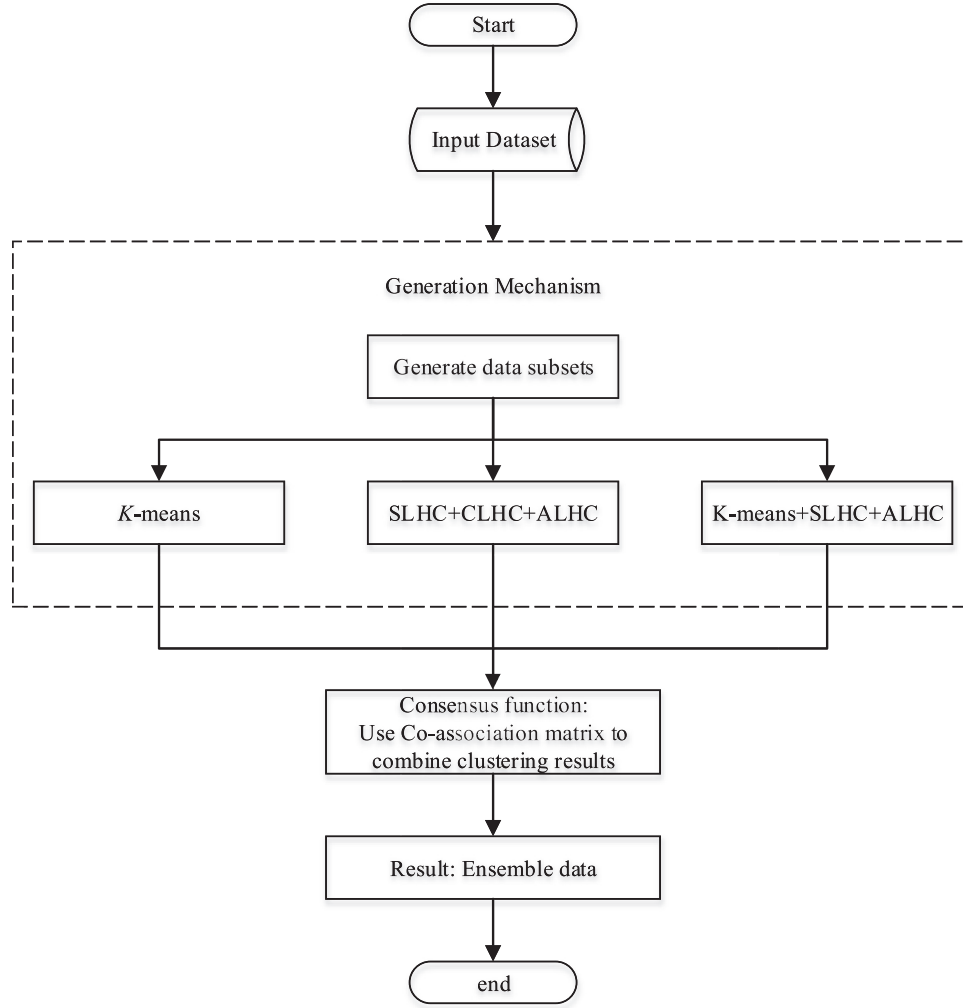 Start
Input Dataset
Generation Mechanism
Generate data subsets
K-means
SLHC+CLHC+ALHC
K-means+SLHC+ALHC
Consensus function:
Use Co-association matrix to
combine clustering results
Result: Ensemble data
end